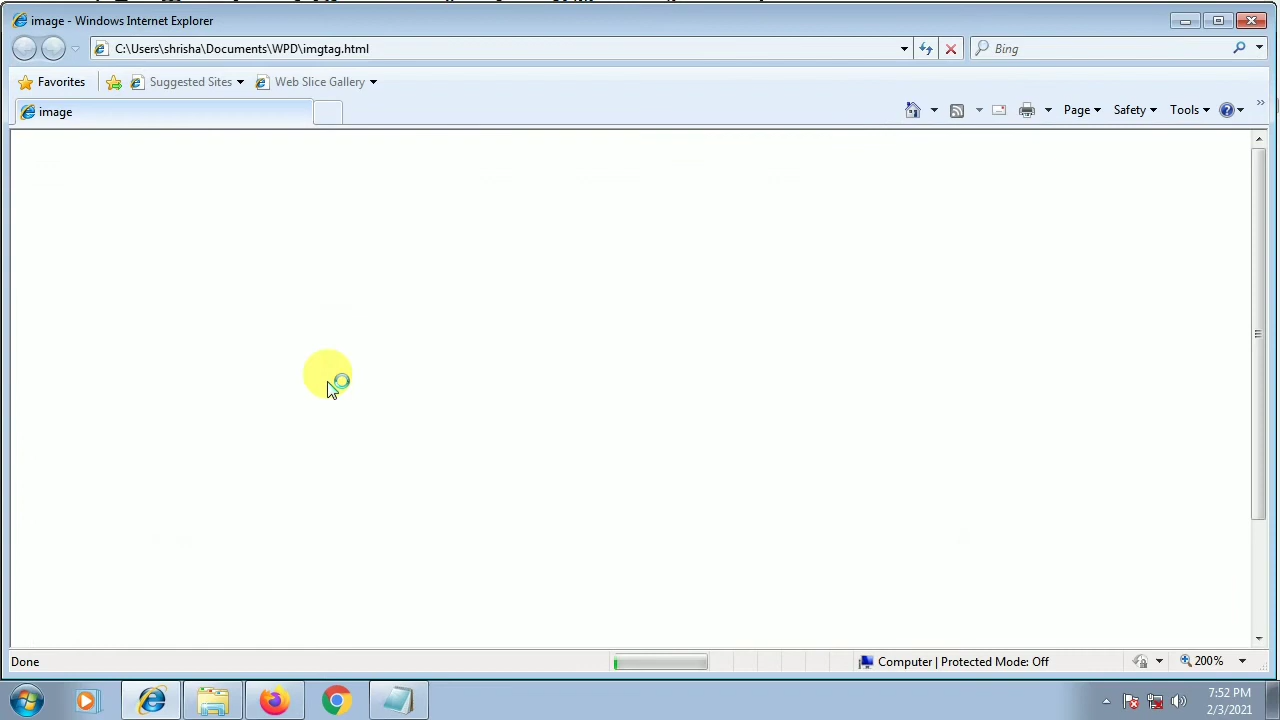 image - Windows Internet Explorer
C:\Users\shrisha\Documents\WPD\imgtag.html
Bing
Favorites
Suggested Sites
Web Slice Gallery
image
Page
Safety
Tools
Done
Computer | Protected Mode: Off
200%
7:52 PM
2/3/2021